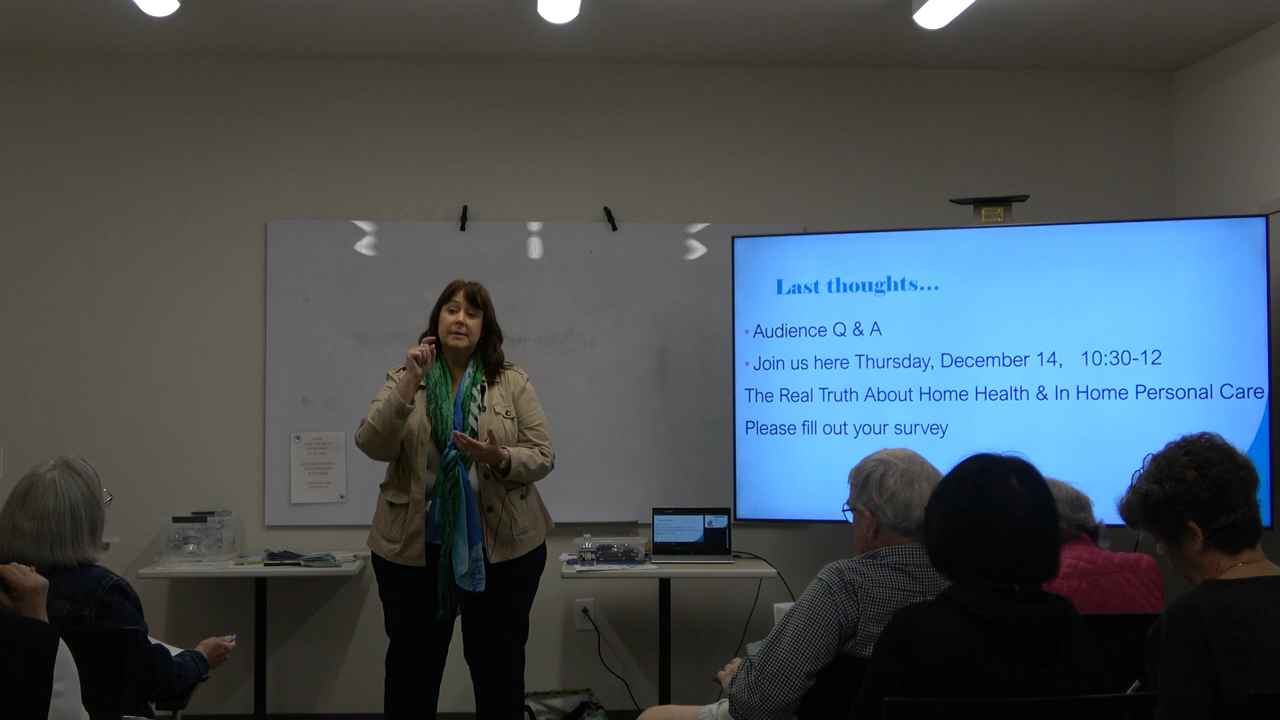 Last thoughts...
• Audience Q & A
• Join us here Thursday, December 14, 10:30-12
The Real Truth About Home Health & In Home Personal Care
Please fill out your survey